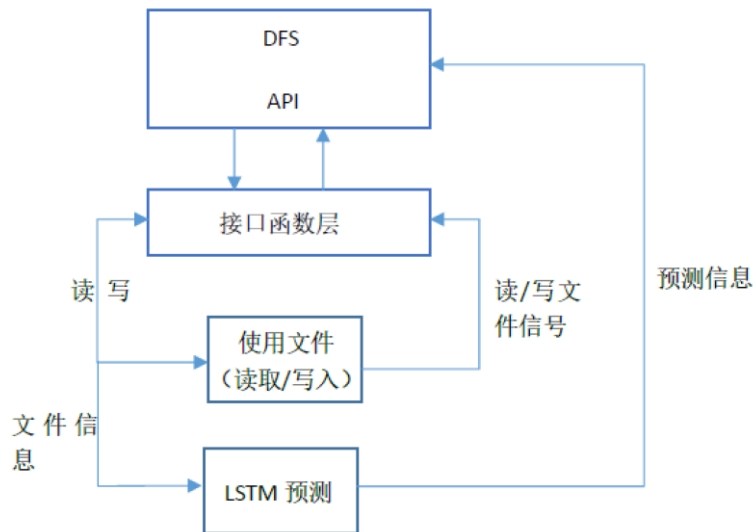 DFS
API
接口函数层
读 写
读/写文
件信号
预测信息
使用文件
（读取/写入）
文件信
息
LSTM 预测